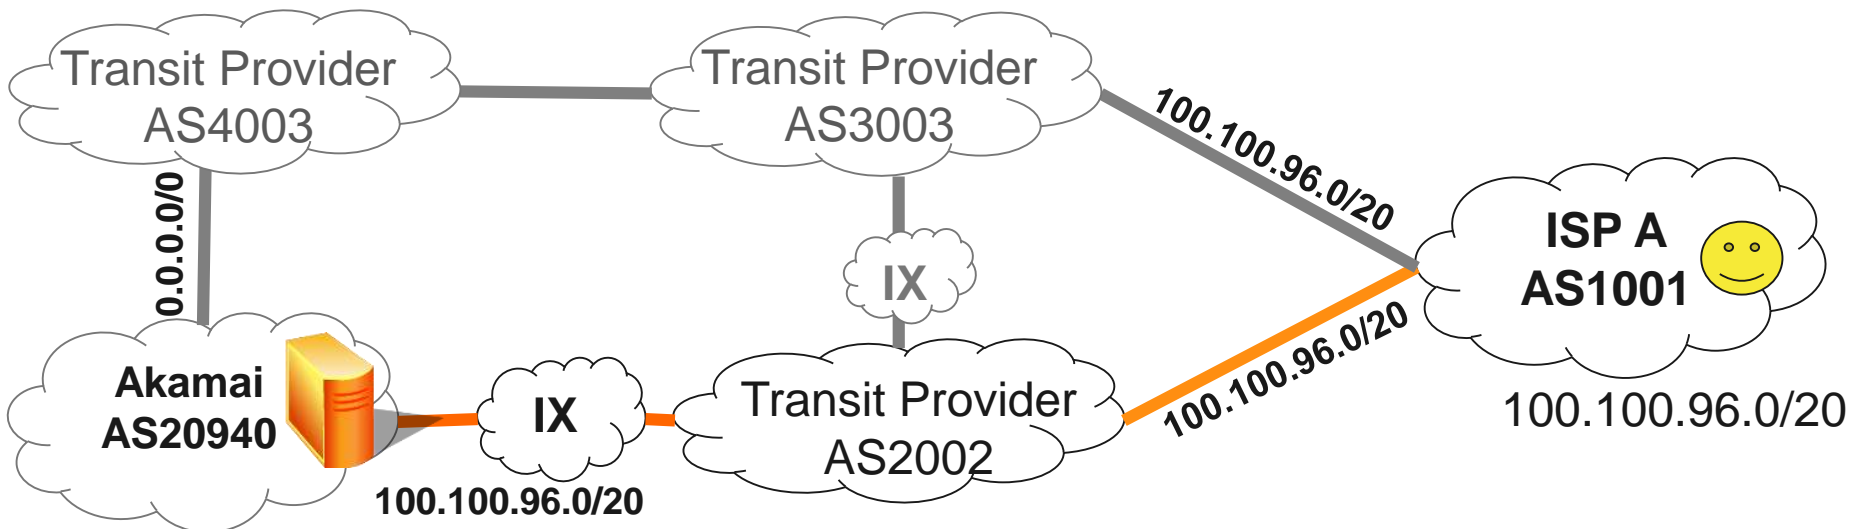 Transit Provider
AS4003
Transit Provider
AS3003
100.100.96.0/20
0.0.0.0/0
IX
ISP A
AS1001
100.100.96.0/20
100.100.96.0/20
Akamai
AS20940
IX
100.100.96.0/20
Transit Provider
AS2002